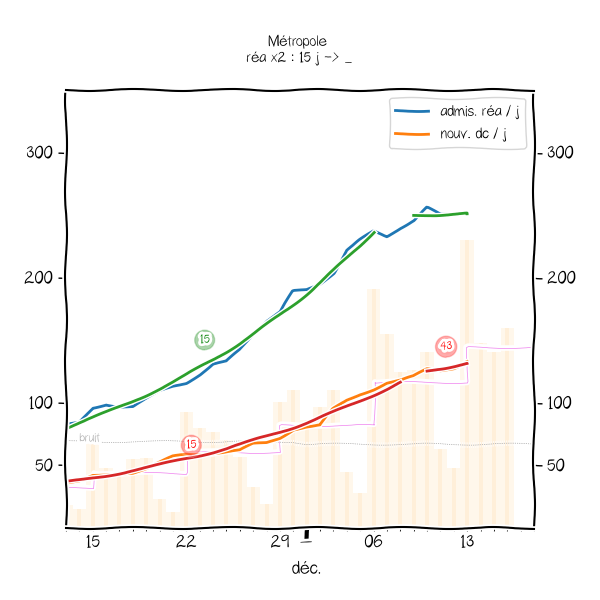 Métropole
réa x2 : 15 j -> _
admis. réa / j
nouv. dc / j
300
300
200
200
15
43
100
100
bruit
15
50
50
15
22
29
06
13
déc.